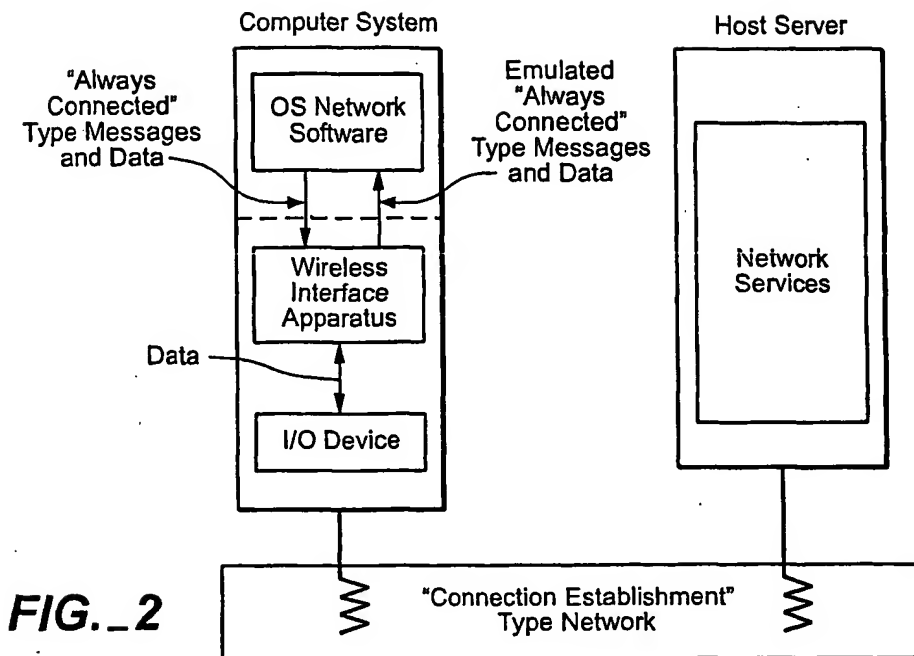 Computer System
Host Server
"Always
Connected"
Type Messages
and Data
OS Network
Software
Emulated
"Always
Connected"
Type Messages
and Data
Wireless
Interface
Apparatus
Network
Services
Data
I/O Device
"Connection Establishment"
Type Network
FIG._2